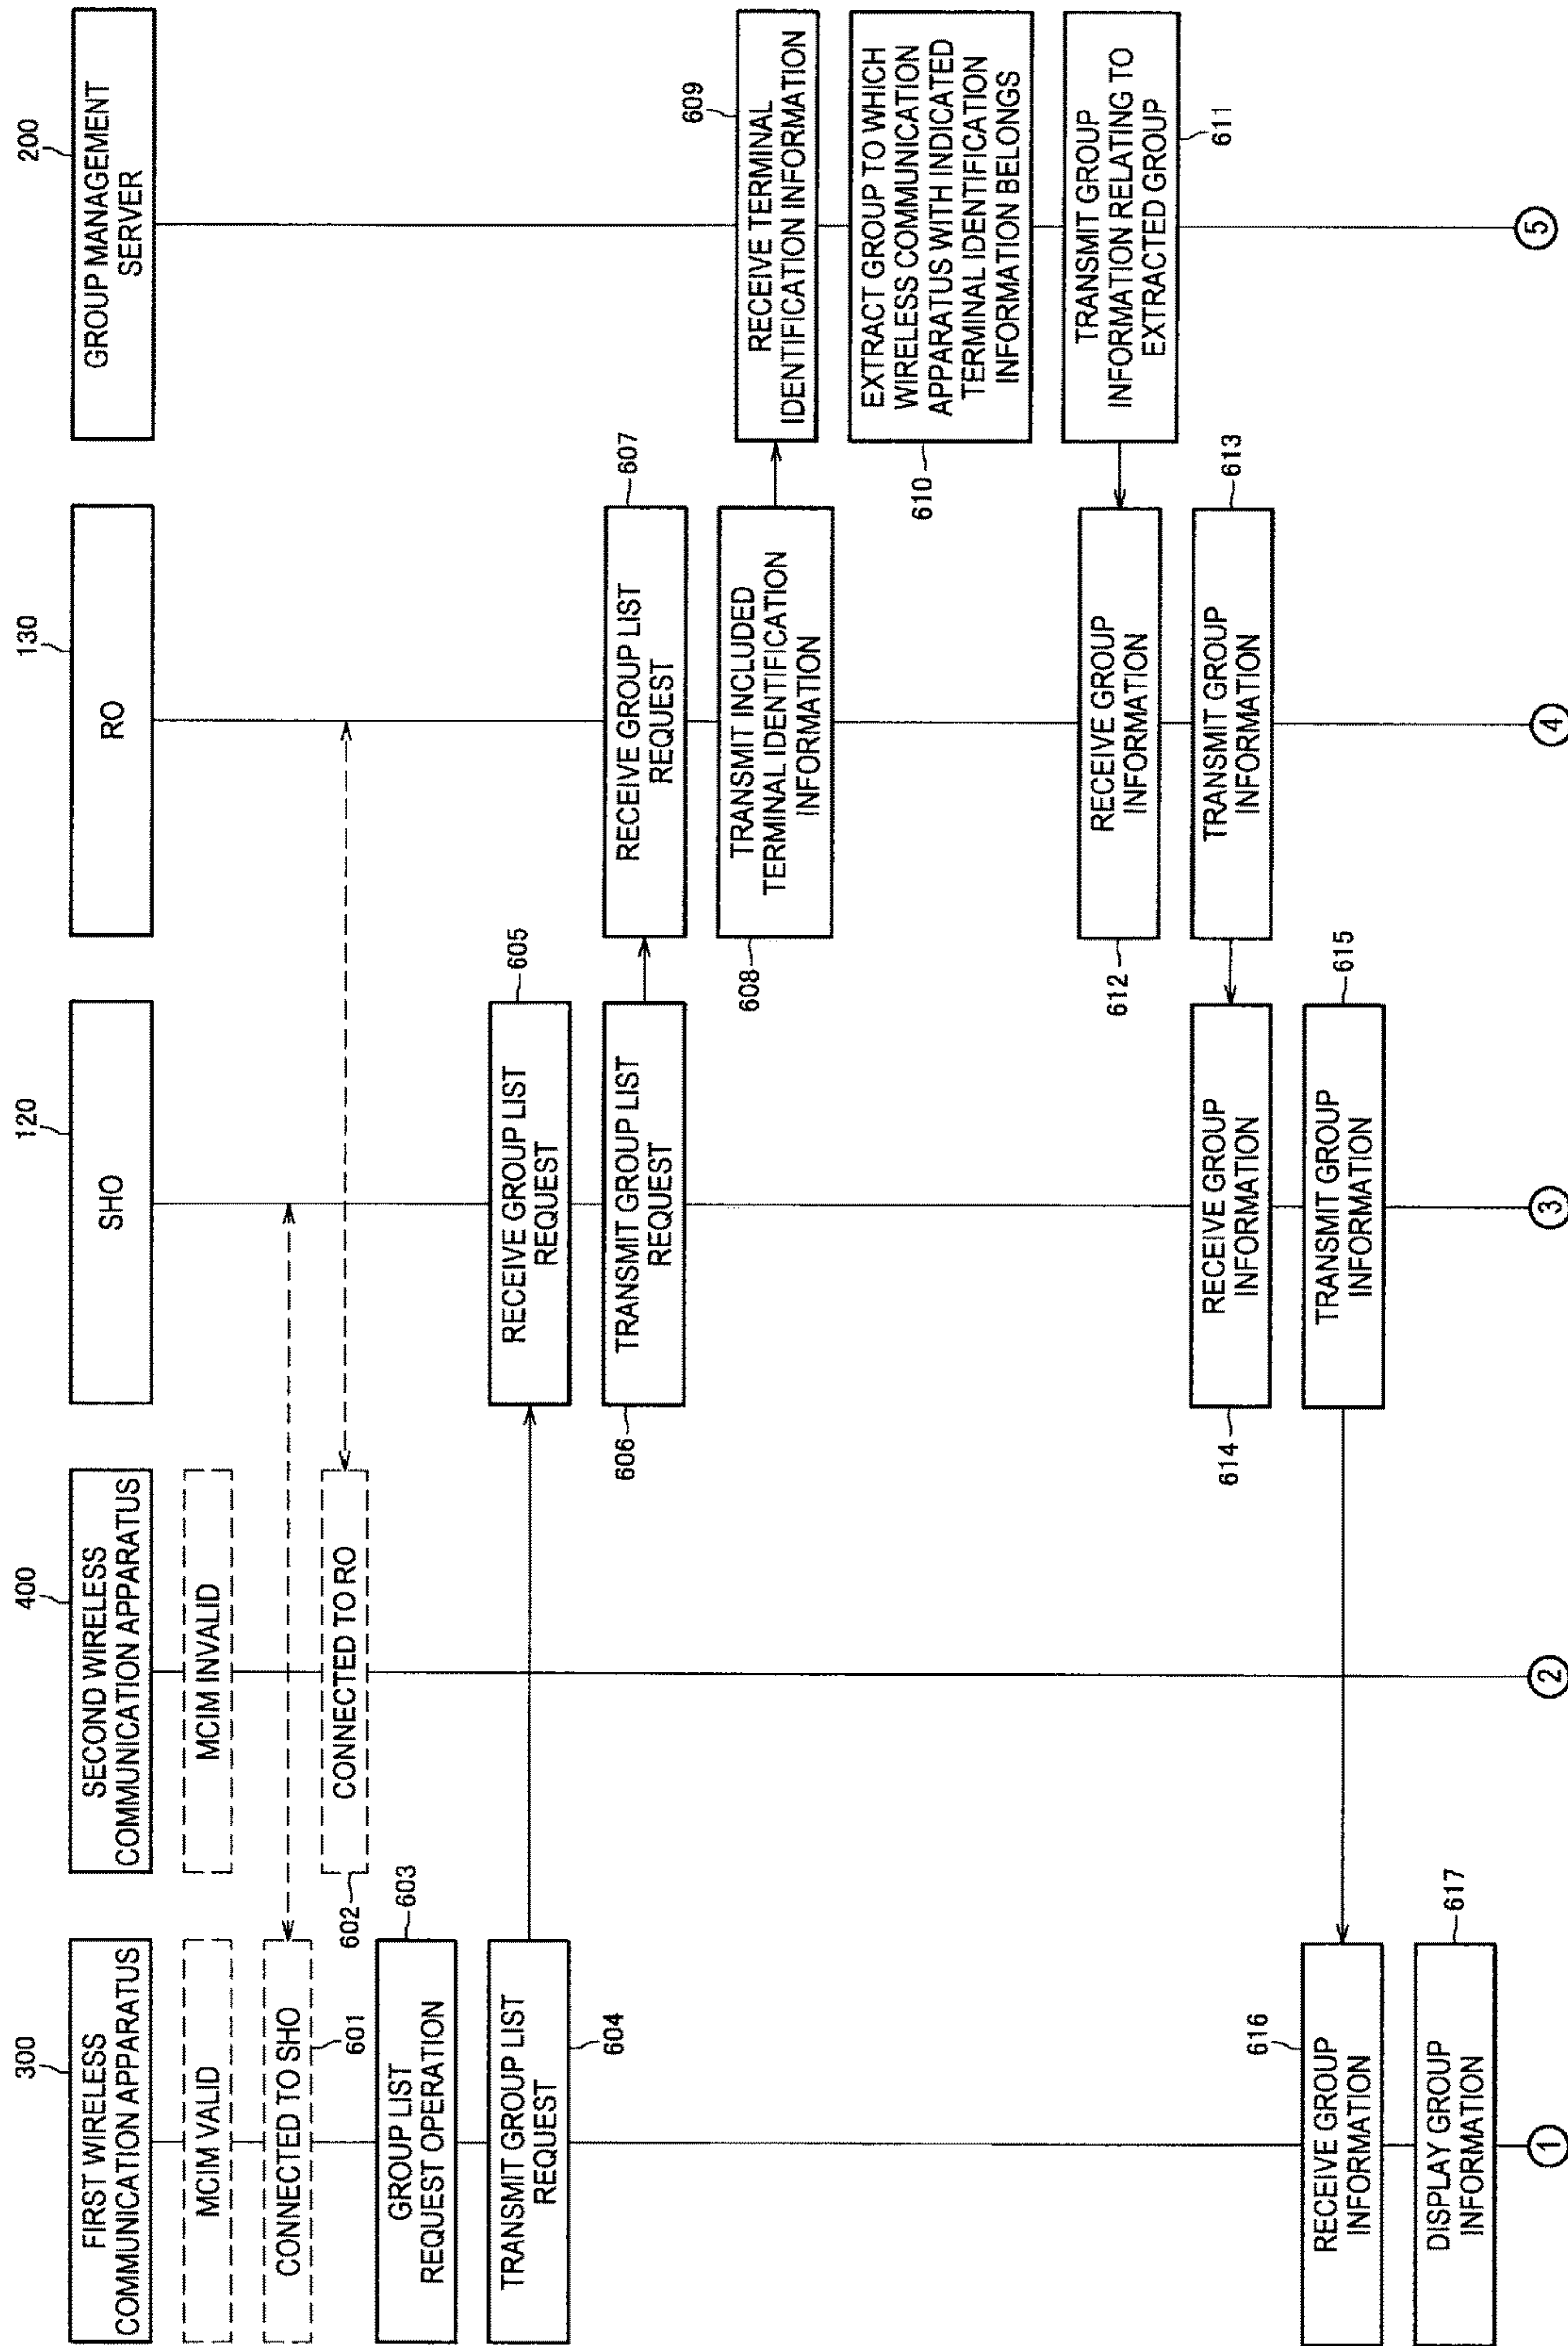 300
FIRST WIRELESS
COMMUNICATION APPARATUS
400
SECOND WIRELESS
COMMUNICATION APPARATUS
120
SHO
130
RO
200
GROUP MANAGEMENT
SERVER
MCIM VALID
MCIM INVALID
CONNECTED TO SHO
601
CONNECTED TO RO
602
GROUP LIST
REQUEST OPERATION
603
TRANSMIT GROUP LIST
REQUEST
604
RECEIVE GROUP LIST
REQUEST
605
TRANSMIT GROUP LIST
REQUEST
606
RECEIVE GROUP LIST
REQUEST
607
TRANSMIT INCLUDED
TERMINAL IDENTIFICATION
INFORMATION
608
RECEIVE TERMINAL
IDENTIFICATION INFORMATION
609
EXTRACT GROUP TO WHICH
WIRELESS COMMUNICATION
APPARATUS WITH INDICATED
TERMINAL IDENTIFICATION
INFORMATION BELONGS
610
TRANSMIT GROUP
INFORMATION RELATING TO
EXTRACTED GROUP
611
RECEIVE GROUP
INFORMATION
612
TRANSMIT GROUP
INFORMATION
613
RECEIVE GROUP
INFORMATION
614
TRANSMIT GROUP
INFORMATION
615
RECEIVE GROUP
INFORMATION
616
DISPLAY GROUP
INFORMATION
617
1
2
3
4
5